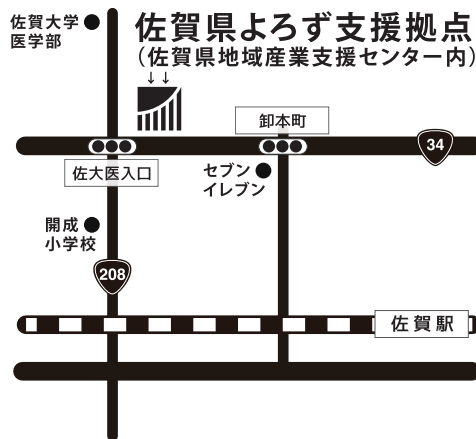 佐賀大学
医学部
佐賀県よろず支援拠点
(佐賀県地域産業支援センター内)
↓↓
卸本町
34
佐大医入口
セブン
イレブン
開成
小学校
208
佐賀駅